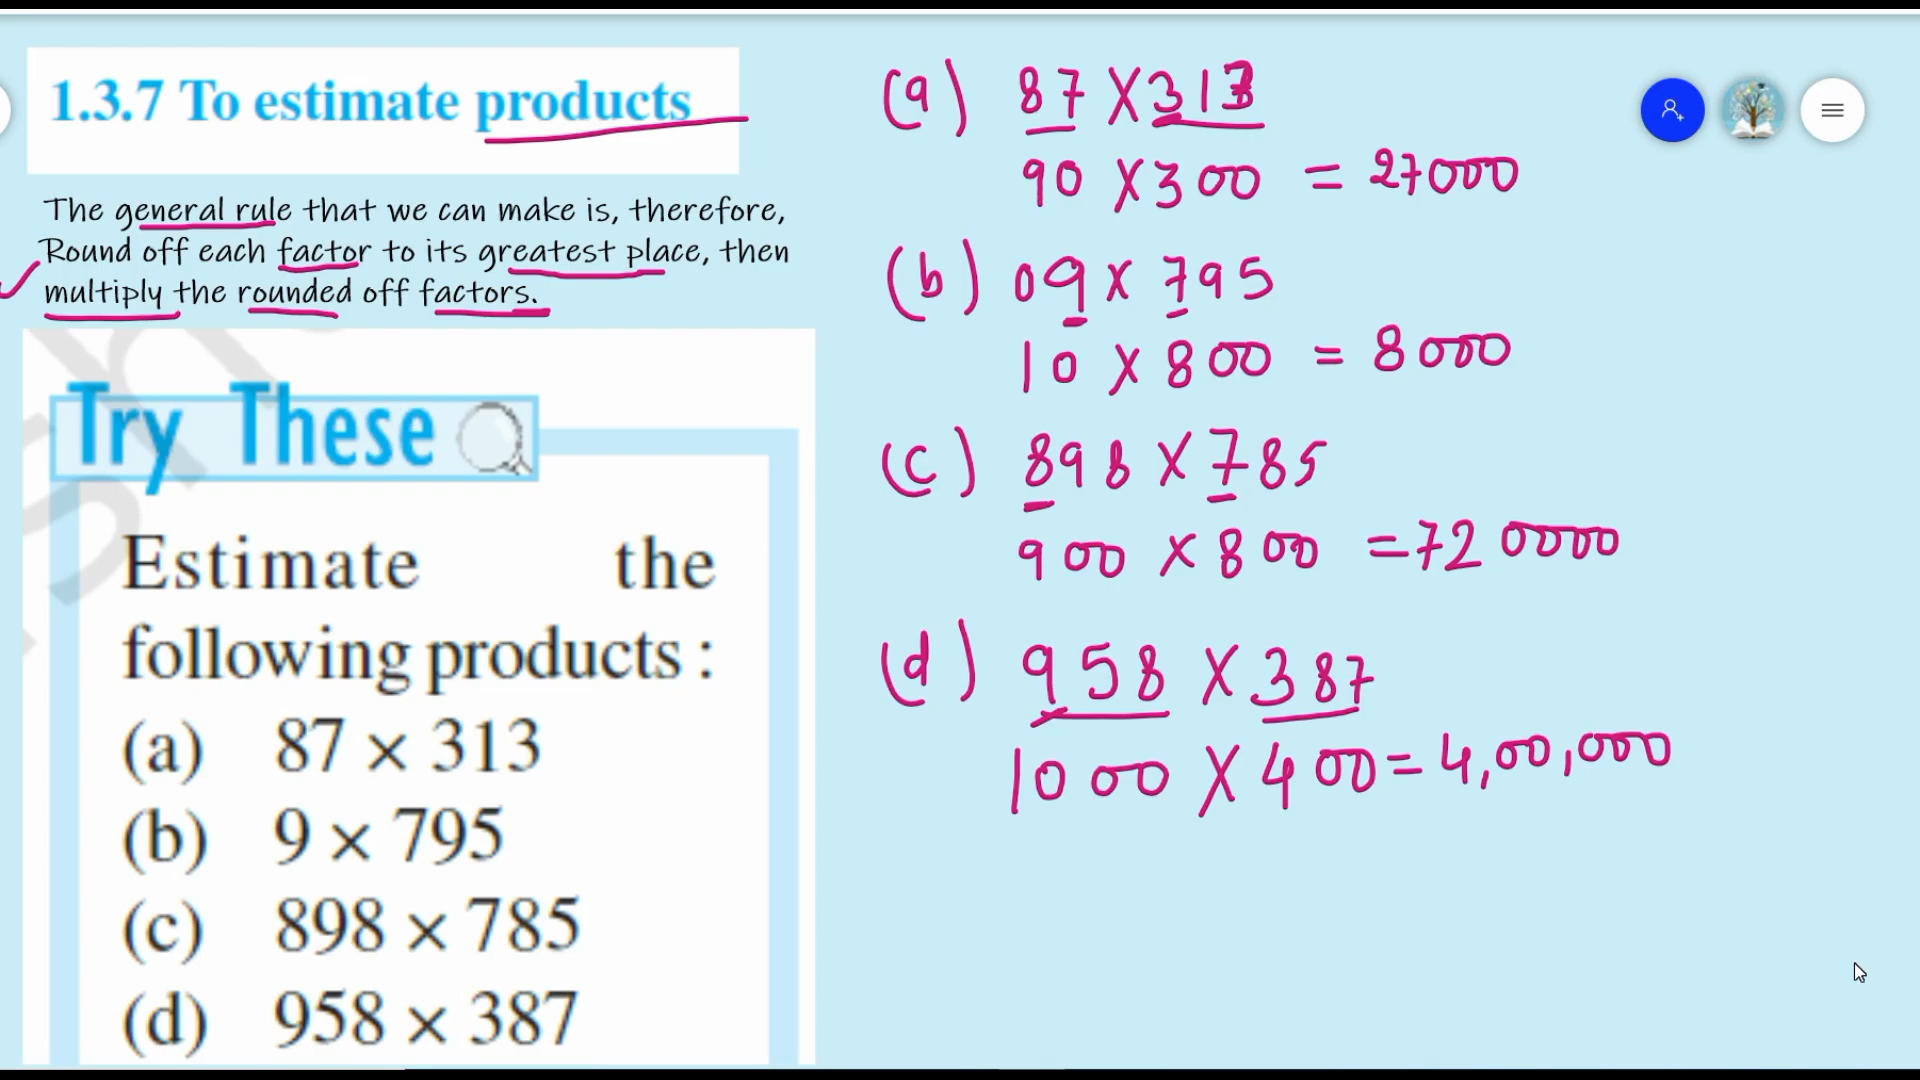 1.3.7 To estimate products
The general rule that we can make is, therefore,
Round off each factor to its greatest place, then
multiply the rounded off factors.
Try These
Estimate the
following products :
(a) 87 × 313
(b) 9 × 795
(c) 898 × 785
(d) 958 × 387
(a) 87 X 313
90 X 300 = 27000
(b) 09 x 795
10 X 800 = 8000
(c) 898 X 785
900 X 800 = 720000
(d) 958 X 387
1000 X 400 = 4,00,000